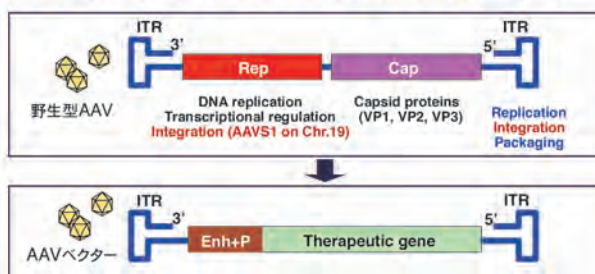 ITR
ITR
3’
5’
Rep
Cap
野生型AAV
DNA replication
Transcriptional regulation
Integration (AAVS1 on Chr.19)
Capsid proteins
(VP1, VP2, VP3)
Replication
Integration
Packaging
ITR
ITR
3’
5’
Enh+P
Therapeutic gene
AAVベクター